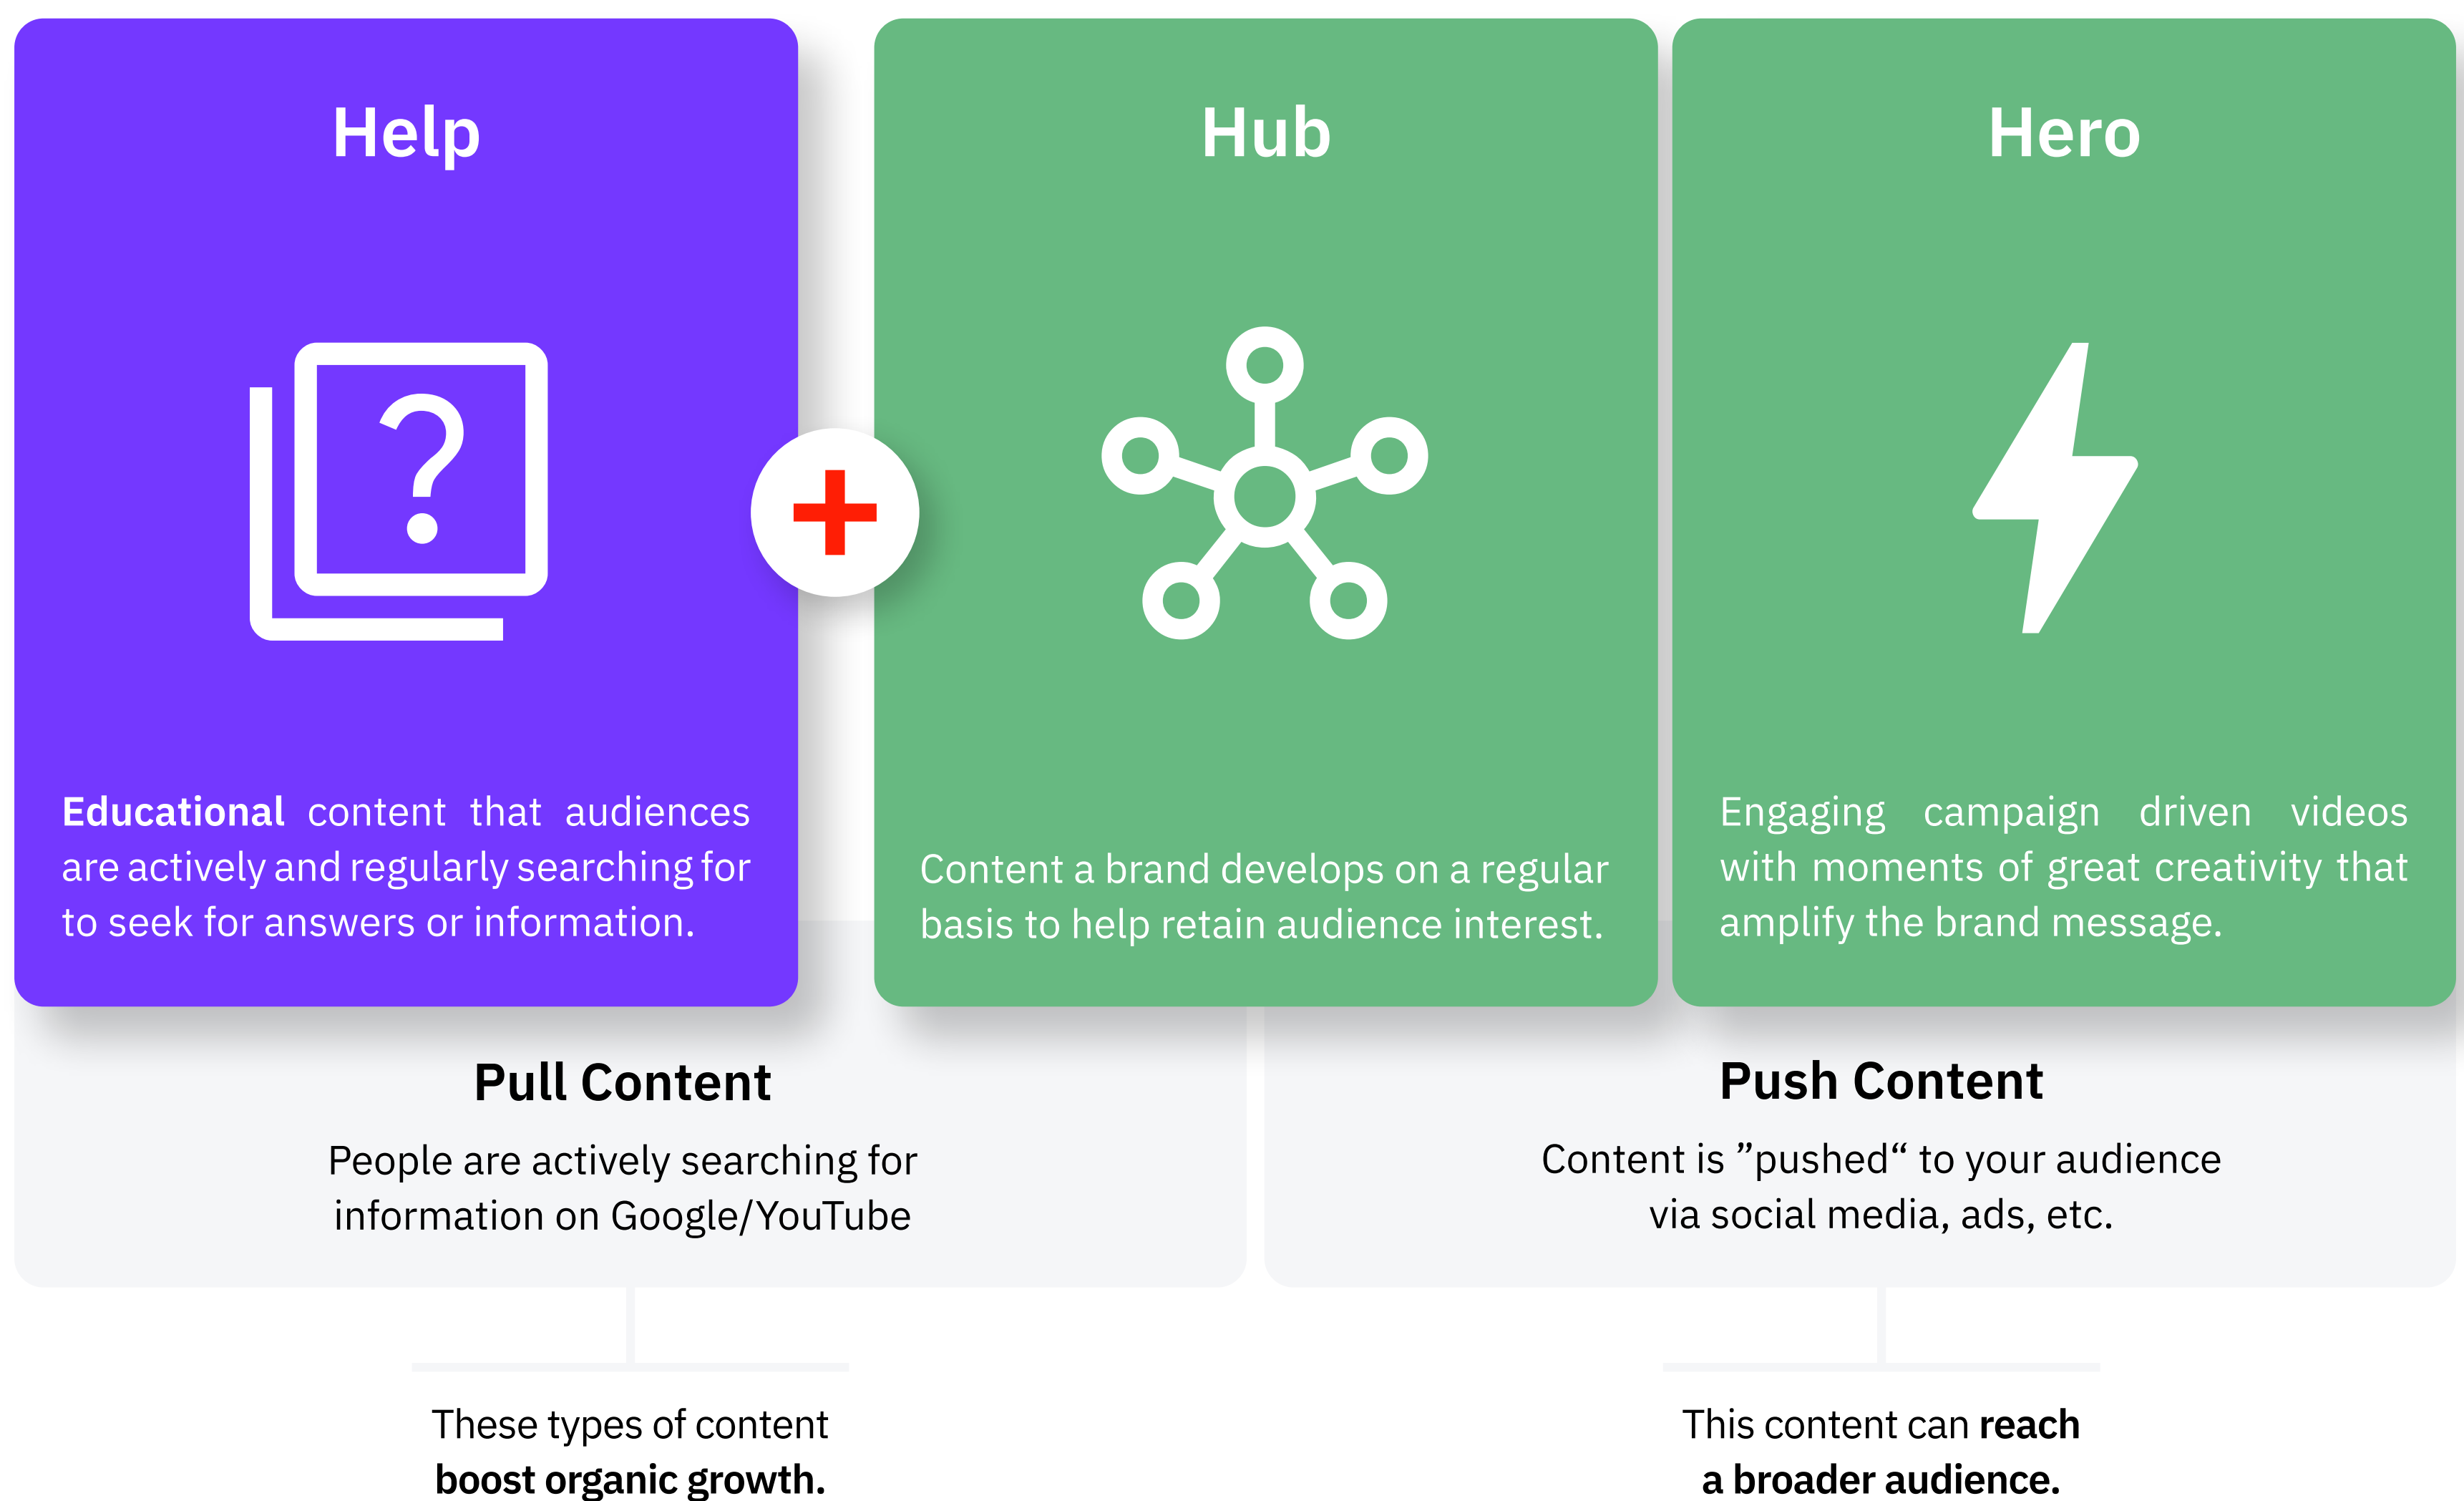 Help
Educational content that audiences
are actively and regularly searching for
to seek for answers or information.
Hub
Content a brand develops on a regular
basis to help retain audience interest.
Hero
Engaging campaign driven videos
with moments of great creativity that
amplify the brand message.
Pull Content
People are actively searching for
information on Google/YouTube
These types of content
boost organic growth.
Push Content
Content is ”pushed“ to your audience
via social media, ads, etc.
This content can reach
a broader audience.